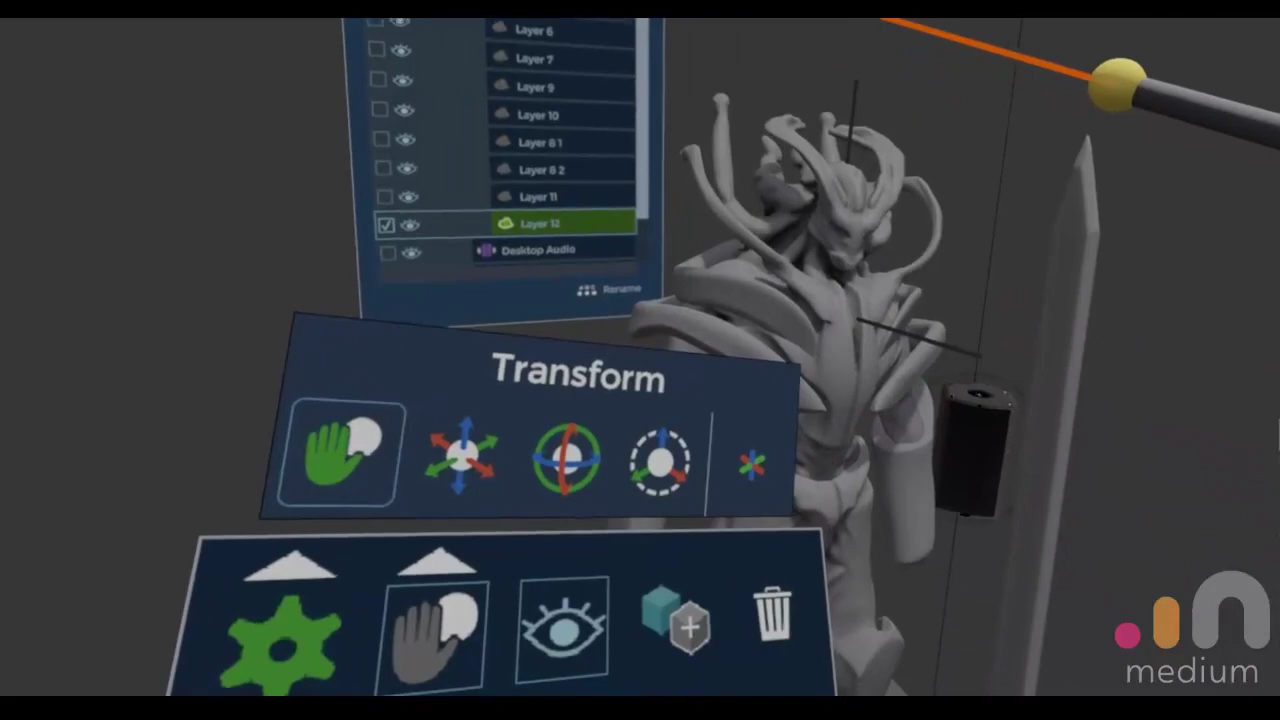 Layer 6
Layer 7
Layer 9
Layer 10
Layer 8 1
Layer 8 2
Layer 11
Layer 12
Desktop Audio
Rename
Transform
medium